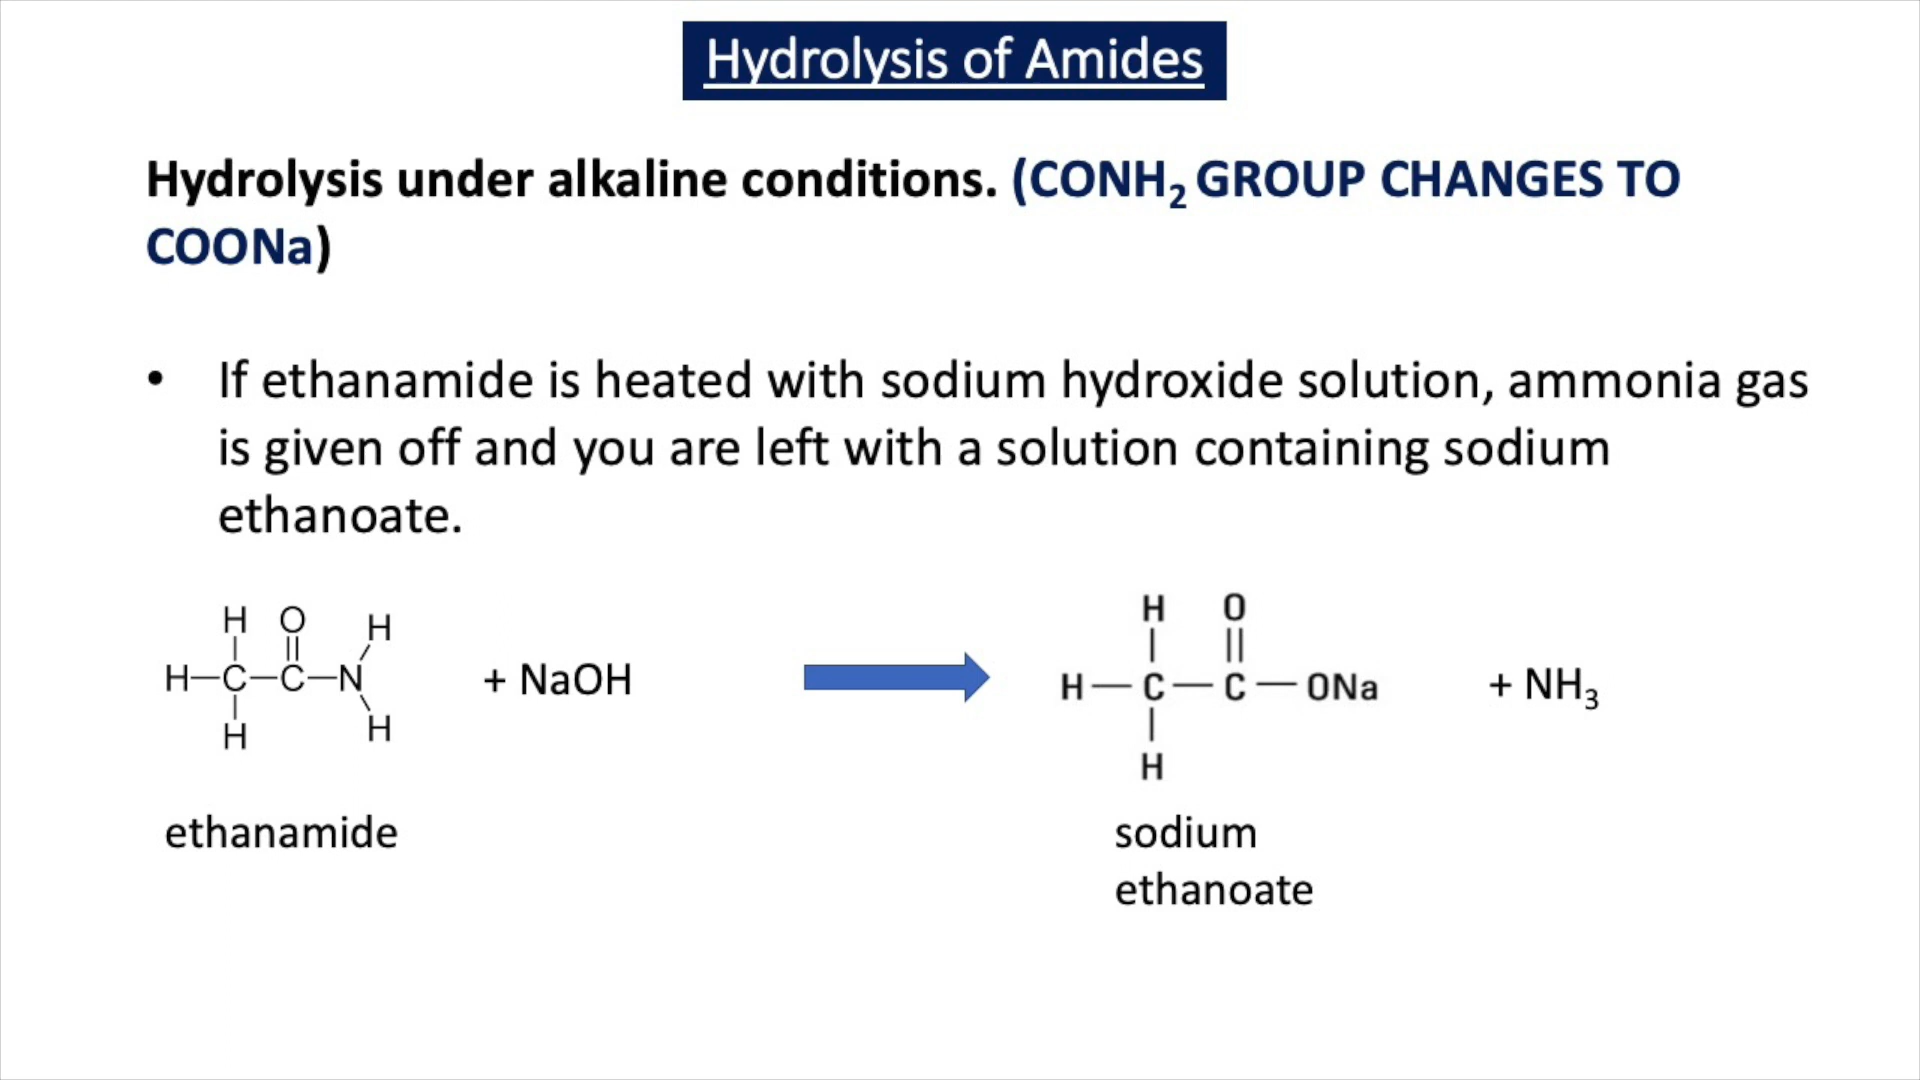 Hydrolysis of Amides
Hydrolysis under alkaline conditions. (CONH₂ GROUP CHANGES TO
COONa)
• If ethanamide is heated with sodium hydroxide solution, ammonia gas
is given off and you are left with a solution containing sodium
ethanoate.
H O H
H—C—C—N
H H
+ NaOH
H O
H—C—C—ONa
H
+ NH₃
ethanamide
sodium
ethanoate